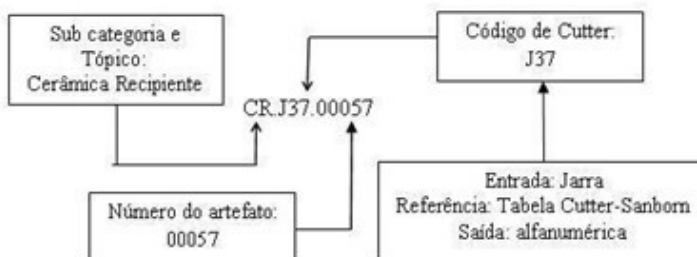 Sub categoria e
Tópico:
Cerâmica Recipiente
Código de Cutter:
J37
CR.J37.00057
Número do artefato:
00057
Entrada: Jarra
Referência: Tabela Cutter-Sanborn
Saída: alfanumérica